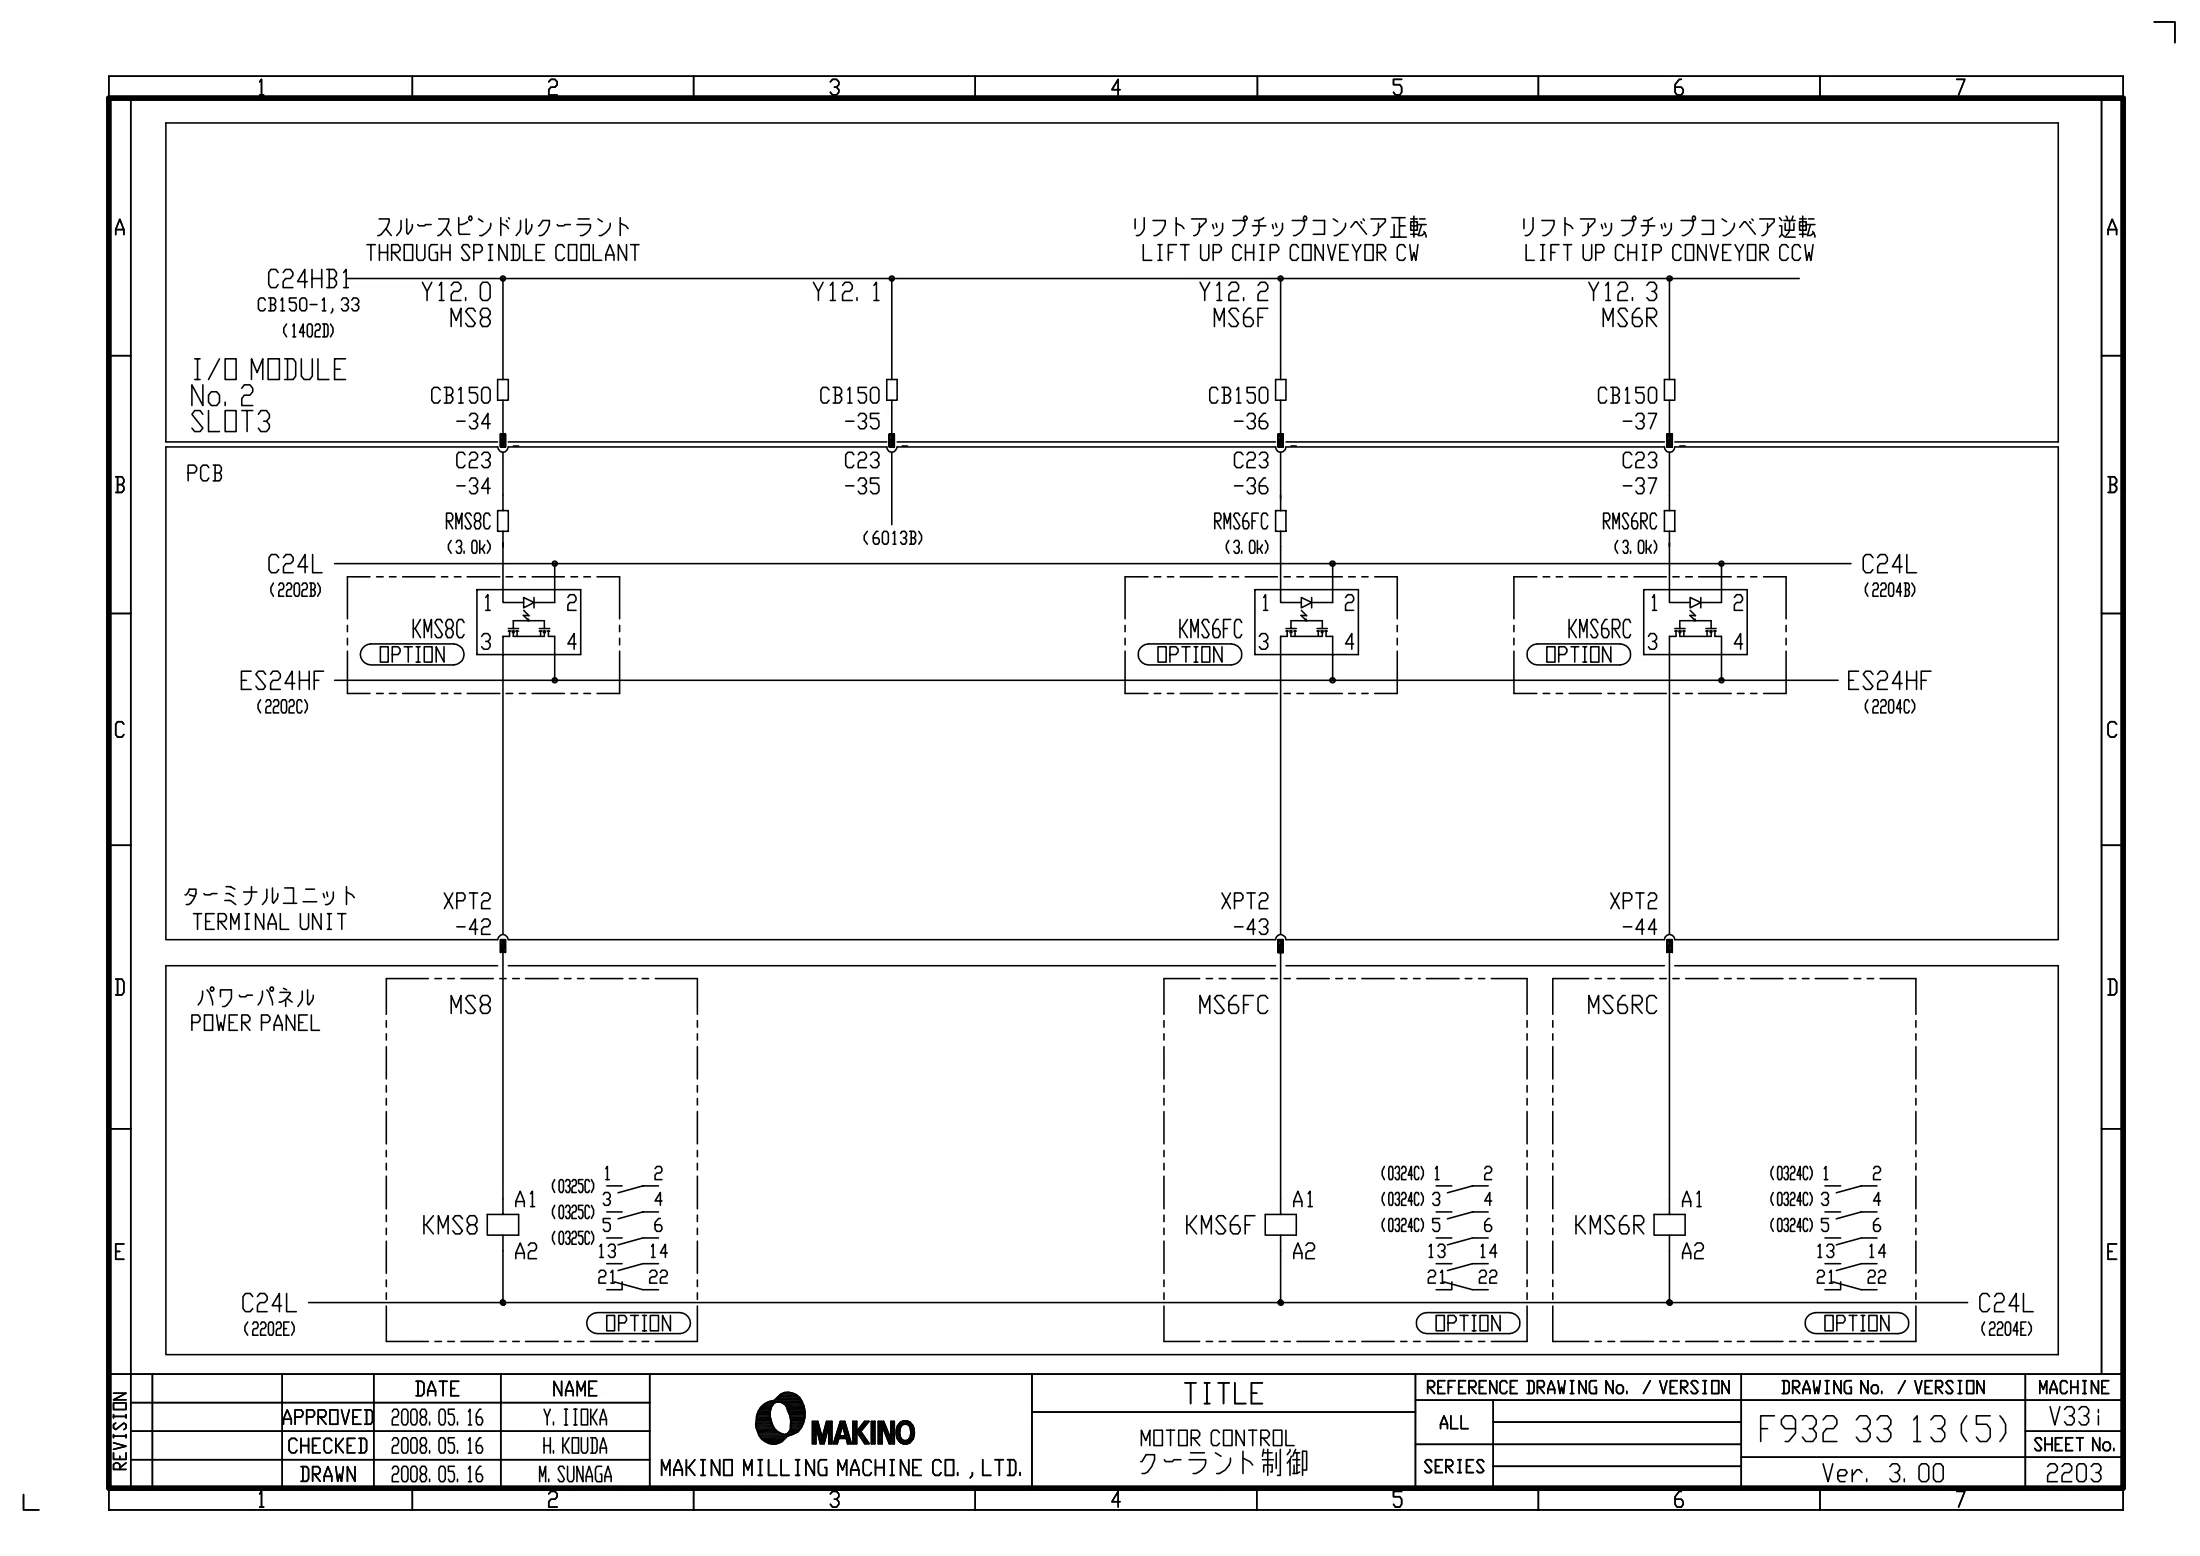 1 2 3 4 5 6 7
A A
スルースピンドルクーラント リフトアップチップコンベア正転 リフトアップチップコンベア逆転
THROUGH SPINDLE COOLANT LIFT UP CHIP CONVEYOR CW LIFT UP CHIP CONVEYOR CCW
C24HB1
CB150-1,33
(1402D)
Y12. 0 Y12. 1 Y12. 2 Y12. 3
MS8 MS6F MS6R
I/O MODULE
No. 2
SLOT3
CB150 CB150 CB150 CB150
-34 -35 -36 -37
B B
PCB
C23 C23 C23 C23
-34 -35 -36 -37
RMS8C RMS6FC RMS6RC
(3. 0k) (3. 0k) (3. 0k)
(6013B)
C24L C24L
(2202B) (2204B)
1 2 1 2 1 2
KMS8C KMS6FC KMS6RC
3 4 3 4 3 4
OPTION OPTION OPTION
ES24HF ES24HF
(2202C) (2204C)
C C
ターミナルユニット
TERMINAL UNIT
XPT2 XPT2 XPT2
-42 -43 -44
D D
パワーパネル
POWER PANEL
MS8 MS6FC MS6RC
1 2 (0324C) 1 2 (0324C) 1 2
(0325C) 3 4 (0324C) 3 4 (0324C) 3 4
(0325C) 5 6 (0324C) 5 6 (0324C) 5 6
(0325C) 13 14 13 14 13 14
21 22 21 22 21 22
A1 A1 A1
KMS8 KMS6F KMS6R
A2 A2 A2
E E
C24L C24L
(2202E) (2204E)
OPTION OPTION OPTION
REVISION
DATE NAME
APPROVED 2008. 05. 16 Y. IIOKA
CHECKED 2008. 05. 16 H. KOUDA
DRAWN 2008. 05. 16 M. SUNAGA
MAKINO
MAKINO MILLING MACHINE CO. , LTD.
TITLE
MOTOR CONTROL
クーラント制御
REFERENCE DRAWING No. / VERSION
ALL
SERIES
DRAWING No. / VERSION
F932 33 13(5)
Ver. 3. 00
MACHINE
V33i
SHEET No.
2203
1 2 3 4 5 6 7